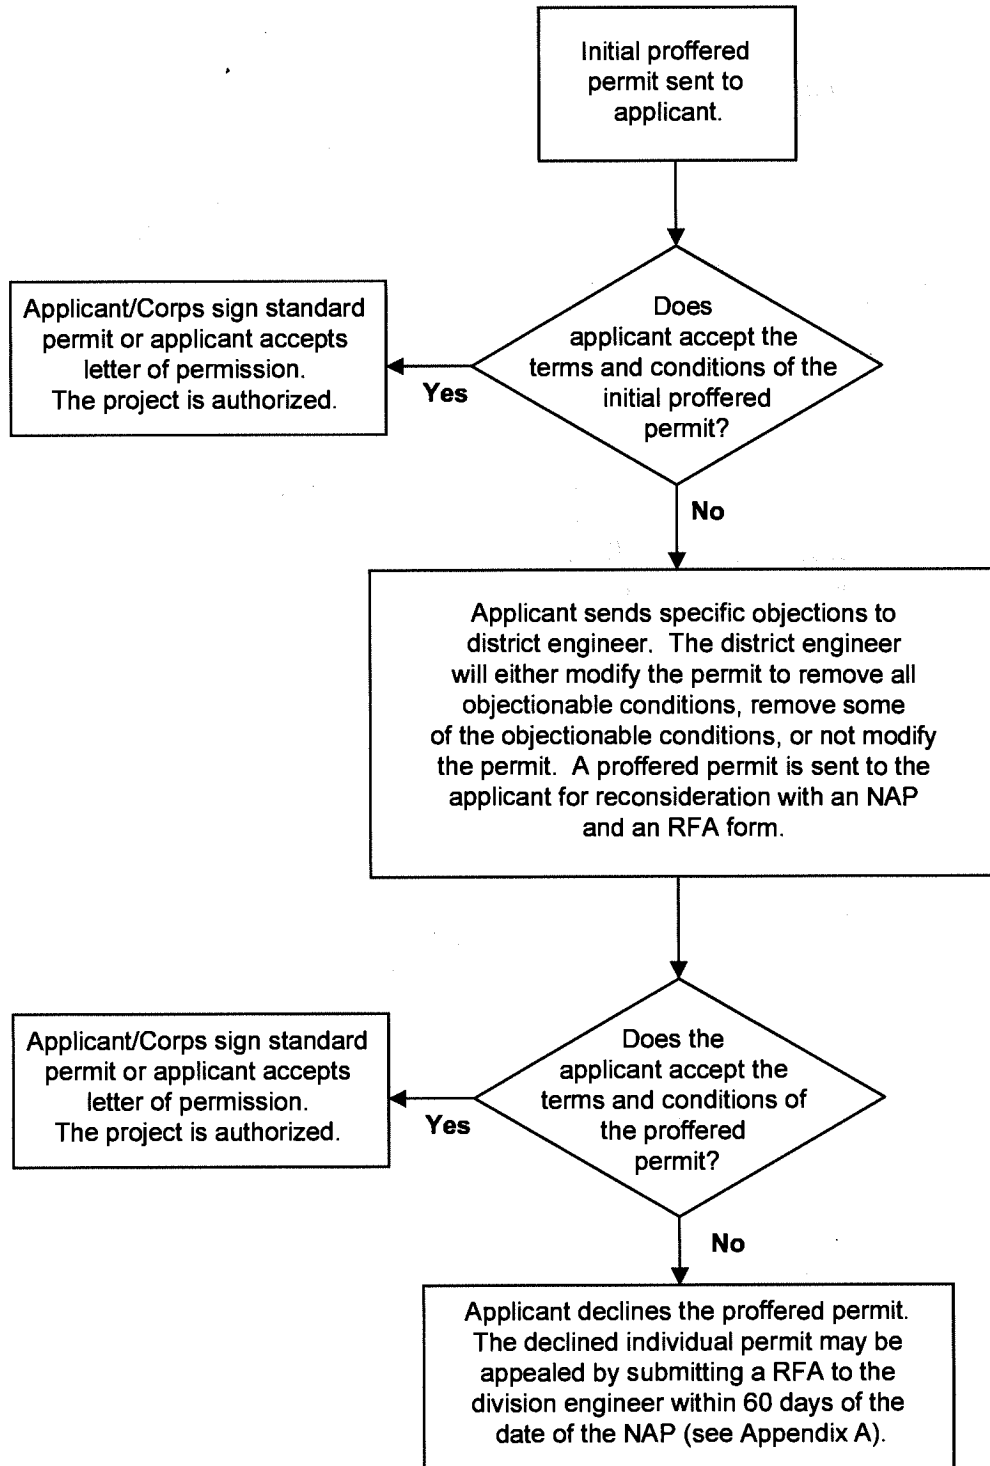 Initial proffered
permit sent to
applicant.
Does
applicant accept the
terms and conditions of the
initial proffered
permit?
Applicant/Corps sign standard
permit or applicant accepts
letter of permission.
The project is authorized.
Yes
No
Applicant sends specific objections to
district engineer.  The district engineer
will either modify the permit to remove all
objectionable conditions, remove some
of the objectionable conditions, or not modify
the permit.  A proffered permit is sent to the
applicant for reconsideration with an NAP
and an RFA form.
Does the
applicant accept the
terms and conditions of
the proffered
permit?
Applicant/Corps sign standard
permit or applicant accepts
letter of permission.
The project is authorized.
Yes
No
Applicant declines the proffered permit.
The declined individual permit may be
appealed by submitting a RFA to the
division engineer within 60 days of the
date of the NAP (see Appendix A).